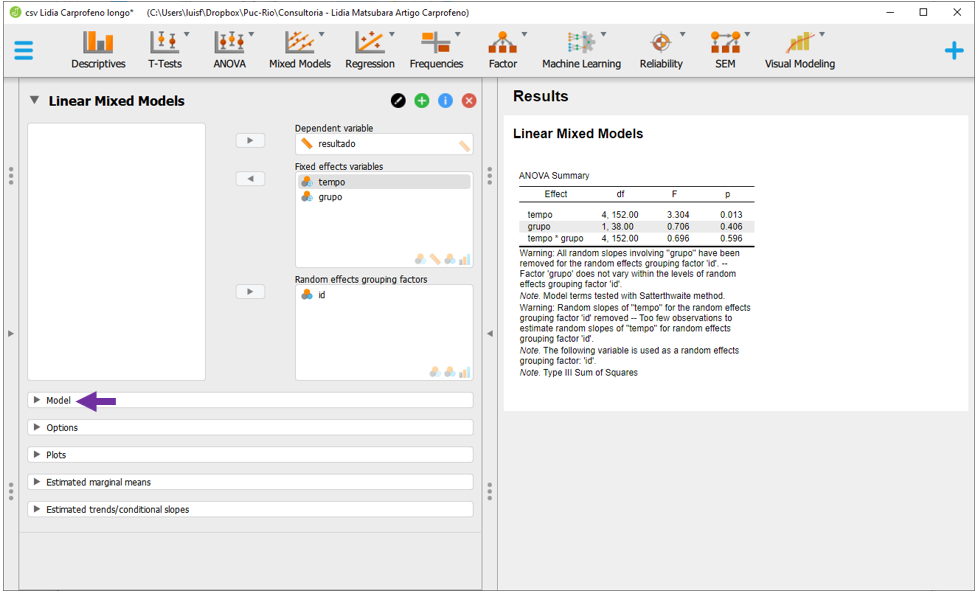 csv Lidia Carprofeno longo* (C:\Users\luisf\Dropbox\Puc-Rio\Consultoria - Lidia Matsubara Artigo Carprofeno)
Descriptives T-Tests ANOVA Mixed Models Regression Frequencies Factor Machine Learning Reliability SEM Visual Modeling
Linear Mixed Models
Dependent variable
resultado
Fixed effects variables
tempo
grupo
Random effects grouping factors
id
Model
Options
Plots
Estimated marginal means
Estimated trends/conditional slopes
Results
Linear Mixed Models
ANOVA Summary
Effect df F p
tempo 4, 152.00 3.304 0.013
grupo 1, 38.00 0.706 0.406
tempo * grupo 4, 152.00 0.696 0.596
Warning: All random slopes involving "grupo" have been
removed for the random effects grouping factor 'id'. --
Factor 'grupo' does not vary within the levels of random
effects grouping factor 'id'.
Note. Model terms tested with Satterthwaite method.
Warning: Random slopes of "tempo" for the random effects
grouping factor 'id' removed -- Too few observations to
estimate random slopes of "tempo" for random effects
grouping factor 'id'.
Note. The following variable is used as a random effects
grouping factor: 'id'.
Note. Type III Sum of Squares